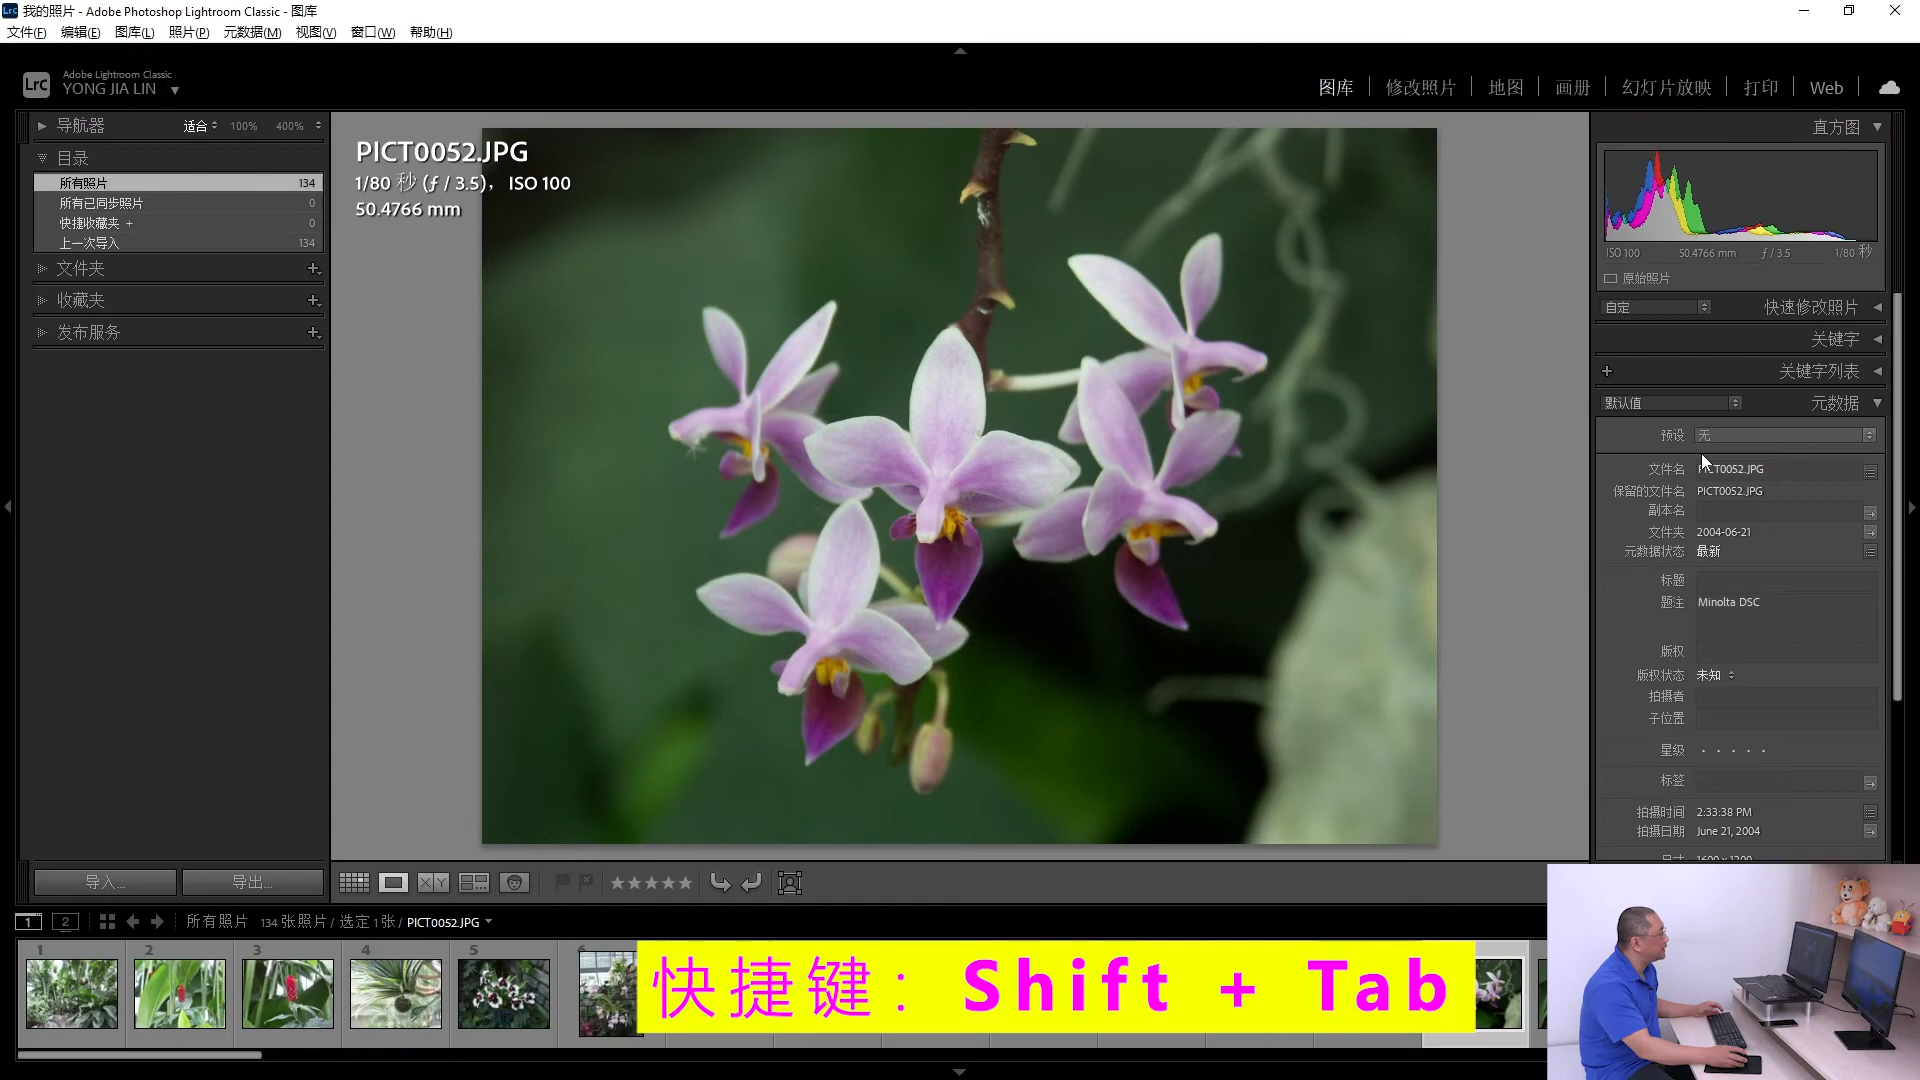 我的照片 - Adobe Photoshop Lightroom Classic - 图库
文件(F) 编辑(E) 图库(L) 照片(P) 元数据(M) 视图(V) 窗口(W) 帮助(H)
LrC
Adobe Lightroom Classic
YONG JIA LIN
图库 修改照片 地图 画册 幻灯片放映 打印 Web
导航器 适合 100% 400%
目录
所有照片 134
所有已同步照片 0
快捷收藏夹 + 0
上一次导入 134
文件夹
收藏夹
发布服务
导入... 导出...
PICT0052.JPG
1/80 秒 (ƒ / 3.5), ISO 100
50.4766 mm
直方图
ISO 100 50.4766 mm ƒ / 3.5 1/80 秒
原始照片
自定 快速修改照片
关键字
关键字列表
默认值 元数据
预设 无
文件名 PICT0052.JPG
保留的文件名 PICT0052.JPG
副本名
文件夹 2004-06-21
元数据状态 最新
标题
题注 Minolta DSC
版权
版权状态 未知
拍摄者
子位置
星级
标签
拍摄时间 2:33:38 PM
拍摄日期 June 21, 2004
X Y
1 2 所有照片 134 张照片 / 选定 1 张 / PICT0052.JPG
1 2 3 4 5
快捷键：Shift + Tab